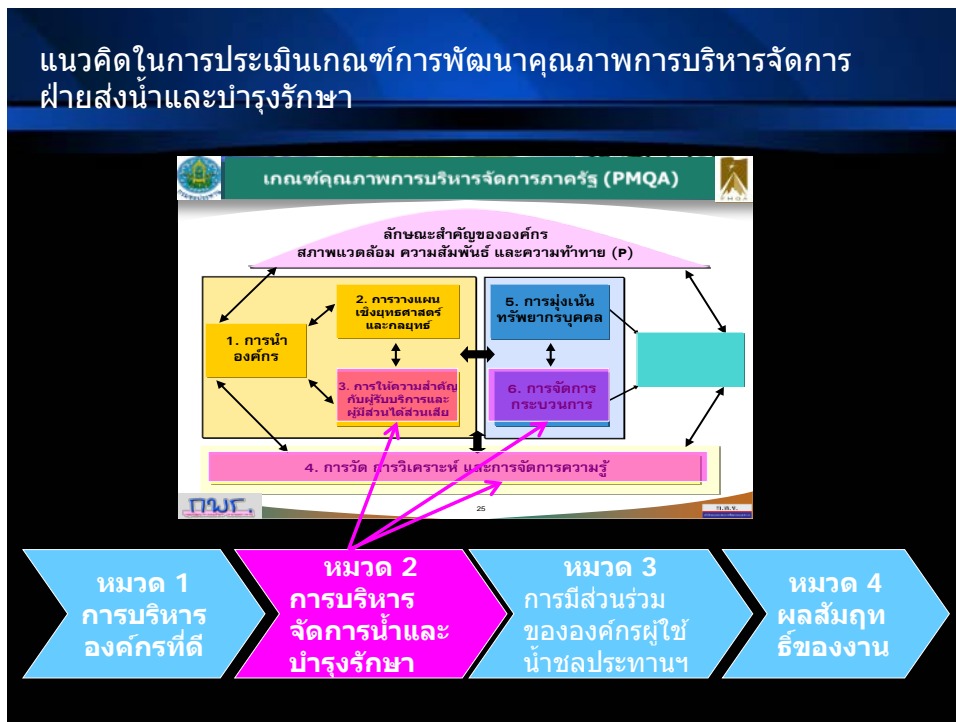 แนวคิดในการประเมินเกณฑ์การพัฒนาคุณภาพการบริหารจัดการ
ฝ่ายส่งน้ำและบำรุงรักษา
เกณฑ์คุณภาพการบริหารจัดการภาครัฐ (PMQA)
PMQA
ลักษณะสำคัญขององค์กร
สภาพแวดล้อม ความสัมพันธ์ และความท้าทาย (P)
2. การวางแผน
เชิงยุทธศาสตร์
และกลยุทธ์
5. การมุ่งเน้น
ทรัพยากรบุคคล
1. การนำ
องค์กร
3. การให้ความสำคัญ
กับผู้รับบริการและ
ผู้มีส่วนได้ส่วนเสีย
6. การจัดการ
กระบวนการ
4. การวัด การวิเคราะห์ และการจัดการความรู้
กพร.
25
ก.พ.ร.
หมวด 1
การบริหาร
องค์กรที่ดี
หมวด 2
การบริหาร
จัดการน้ำและ
บำรุงรักษา
หมวด 3
การมีส่วนร่วม
ขององค์กรผู้ใช้
น้ำชลประทานฯ
หมวด 4
ผลสัมฤท
ธิ์ของงาน